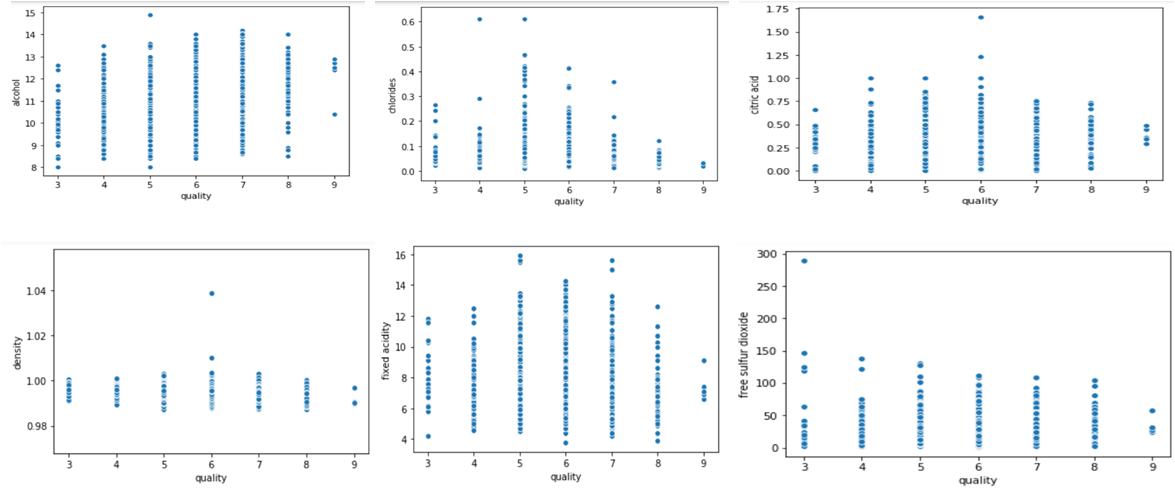 15
14
13
12
11
10
9
8
alcohol
3 4 5 6 7 8 9
quality
0.6
0.5
0.4
0.3
0.2
0.1
0.0
chlorides
3 4 5 6 7 8 9
quality
1.75
1.50
1.25
1.00
0.75
0.50
0.25
0.00
citric acid
3 4 5 6 7 8 9
quality
1.04
1.02
1.00
0.98
density
3 4 5 6 7 8 9
quality
16
14
12
10
8
6
4
fixed acidity
3 4 5 6 7 8 9
quality
300
250
200
150
100
50
0
free sulfur dioxide
3 4 5 6 7 8 9
quality